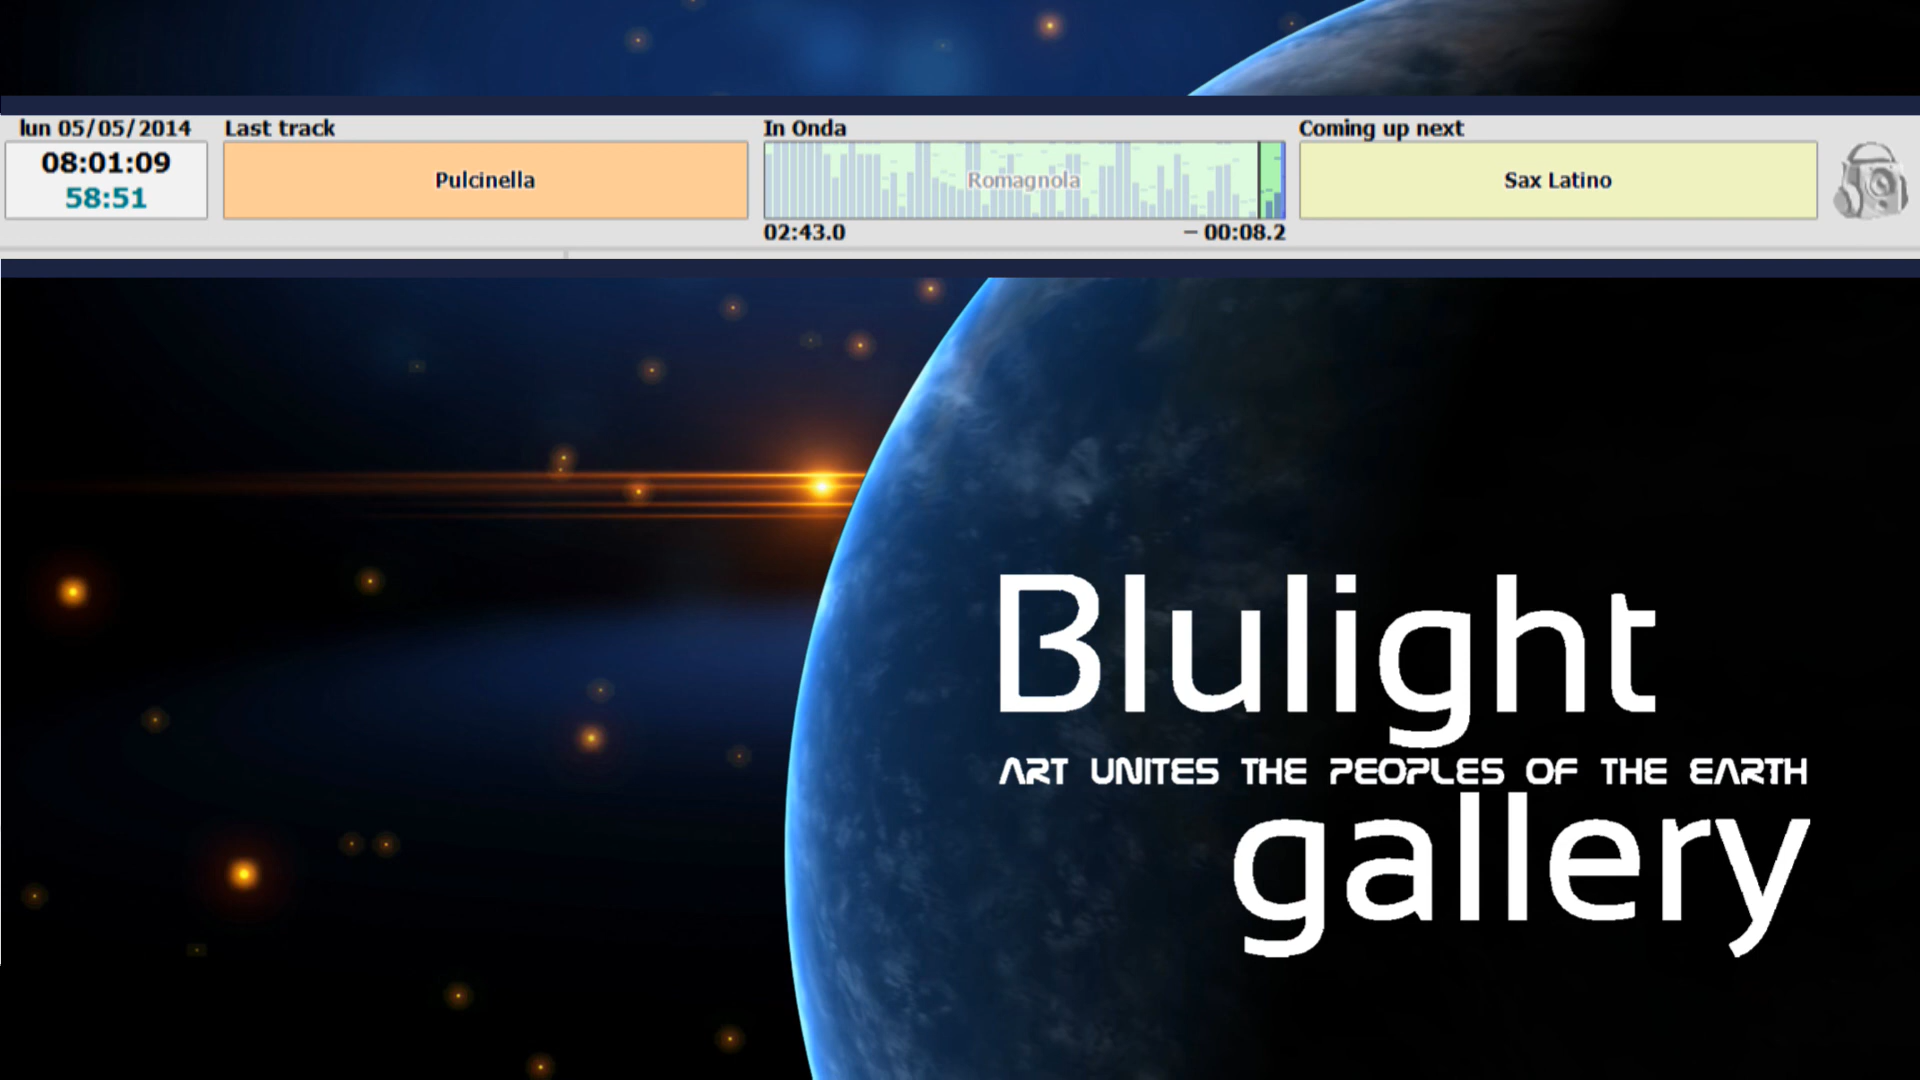 lun 05/05/2014
08:01:09
58:51
Last track
Pulcinella
In Onda
Romagnola
02:43.0
– 00:08.2
Coming up next
Sax Latino
Blulight
ART UNITES THE PEOPLES OF THE EARTH
gallery